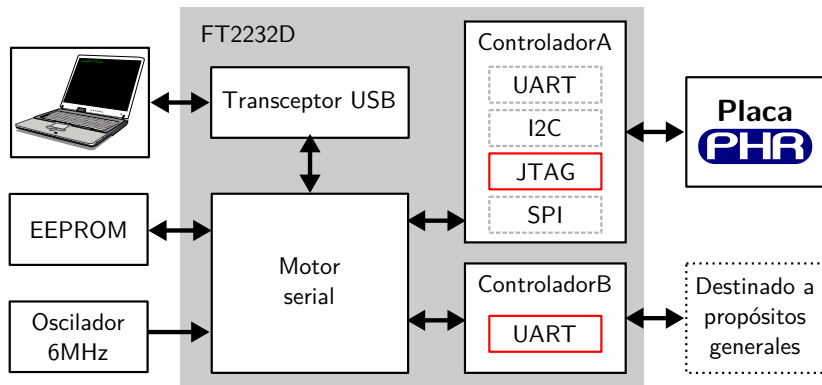 FT2232D
Transceptor USB
EEPROM
Oscilador
6MHz
Motor
serial
ControladorA
UART
I2C
JTAG
SPI
ControladorB
UART
Placa
PHR
Destinado a
propósitos
generales